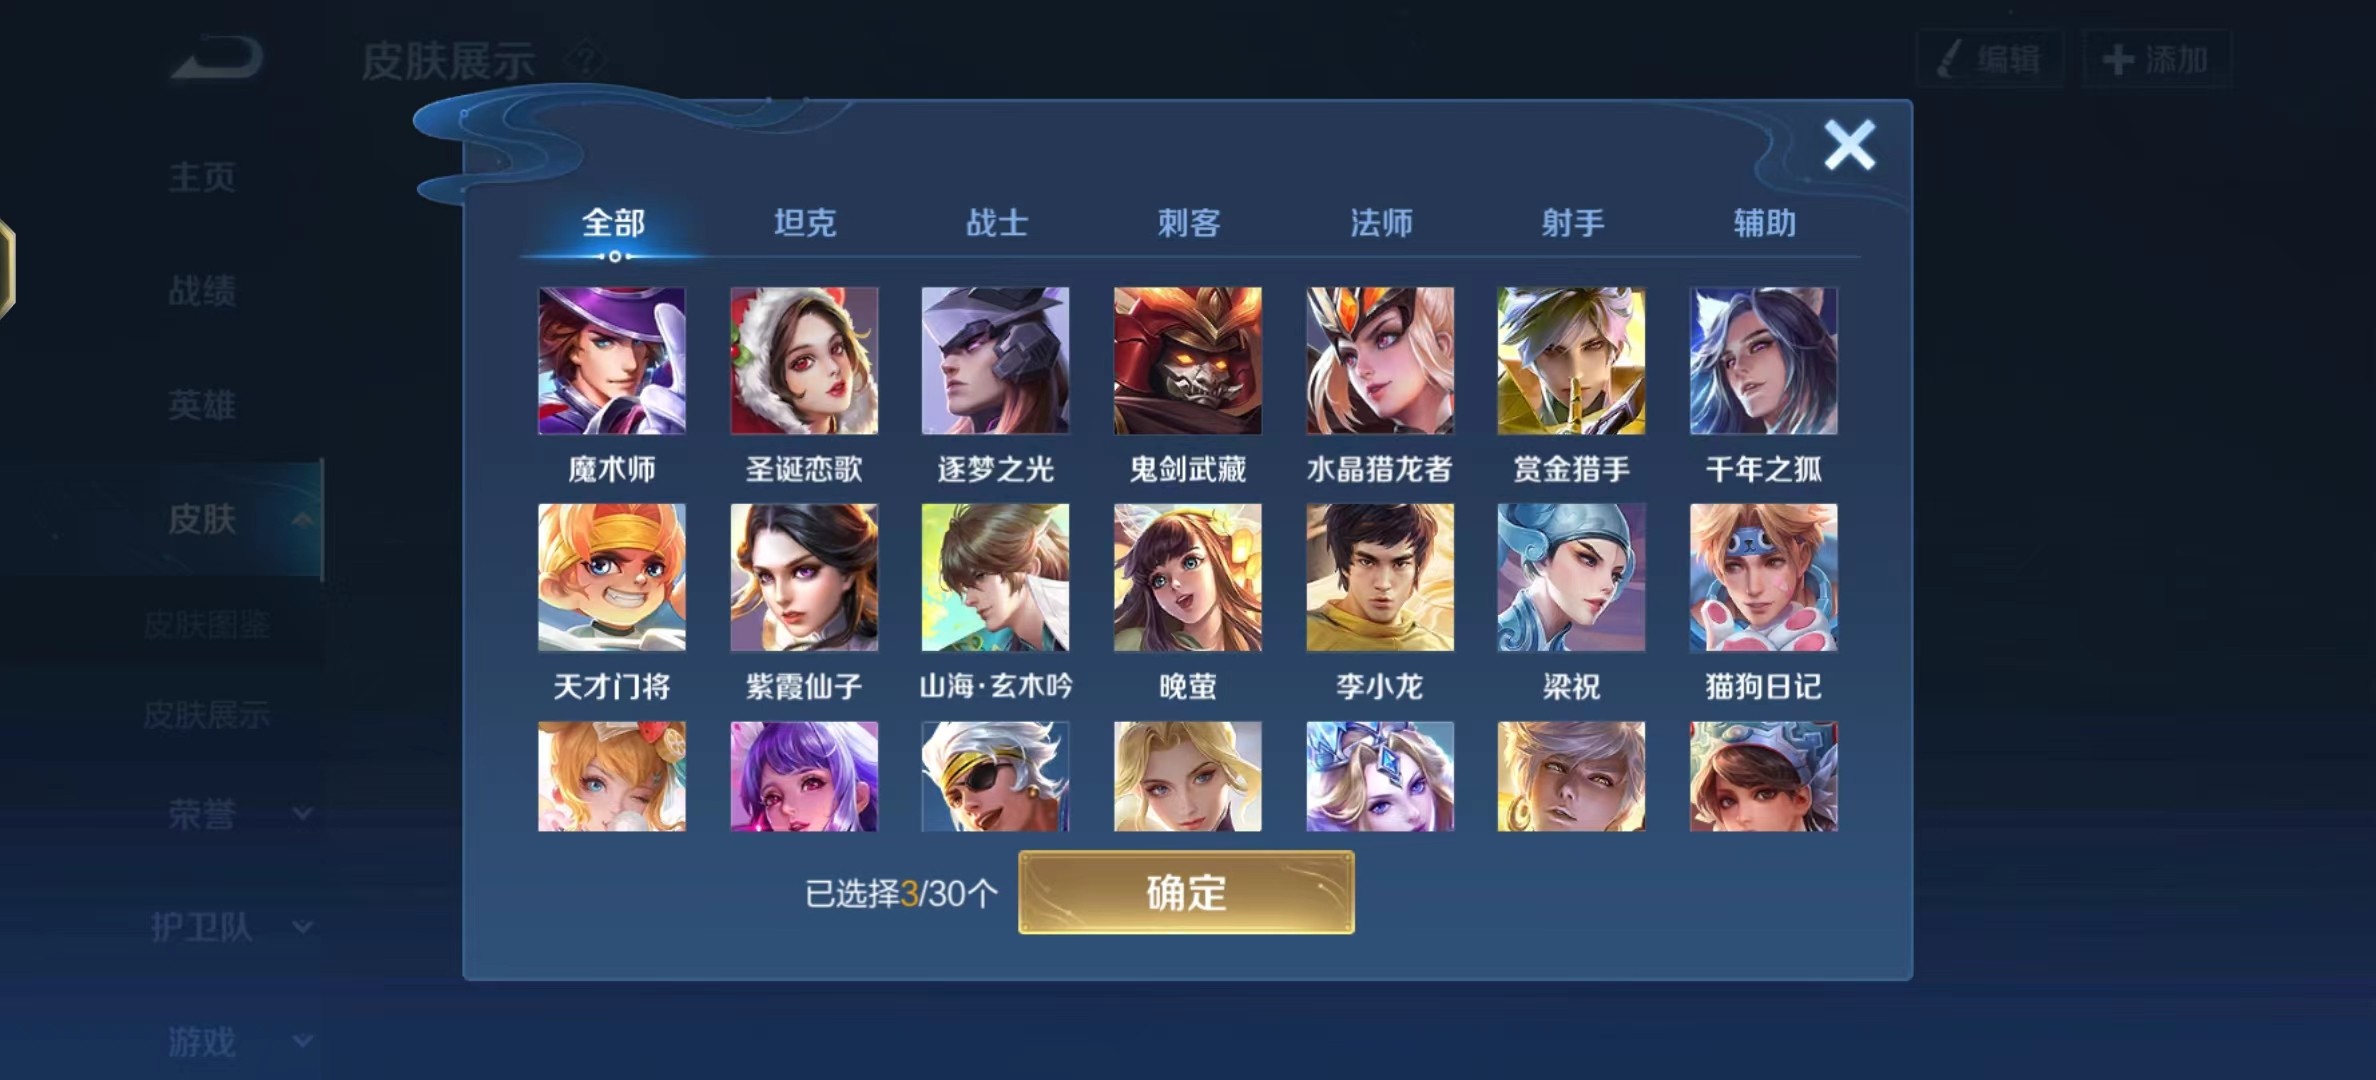 皮肤展示
编辑
添加
主页
战绩
英雄
皮肤
皮肤图鉴
皮肤展示
荣誉
护卫队
游戏
全部 坦克 战士 刺客 法师 射手 辅助
魔术师 圣诞恋歌 逐梦之光 鬼剑武藏 水晶猎龙者 赏金猎手 千年之狐
天才门将 紫霞仙子 山海·玄木吟 晚萤 李小龙 梁祝 猫狗日记
已选择3/30个
确定